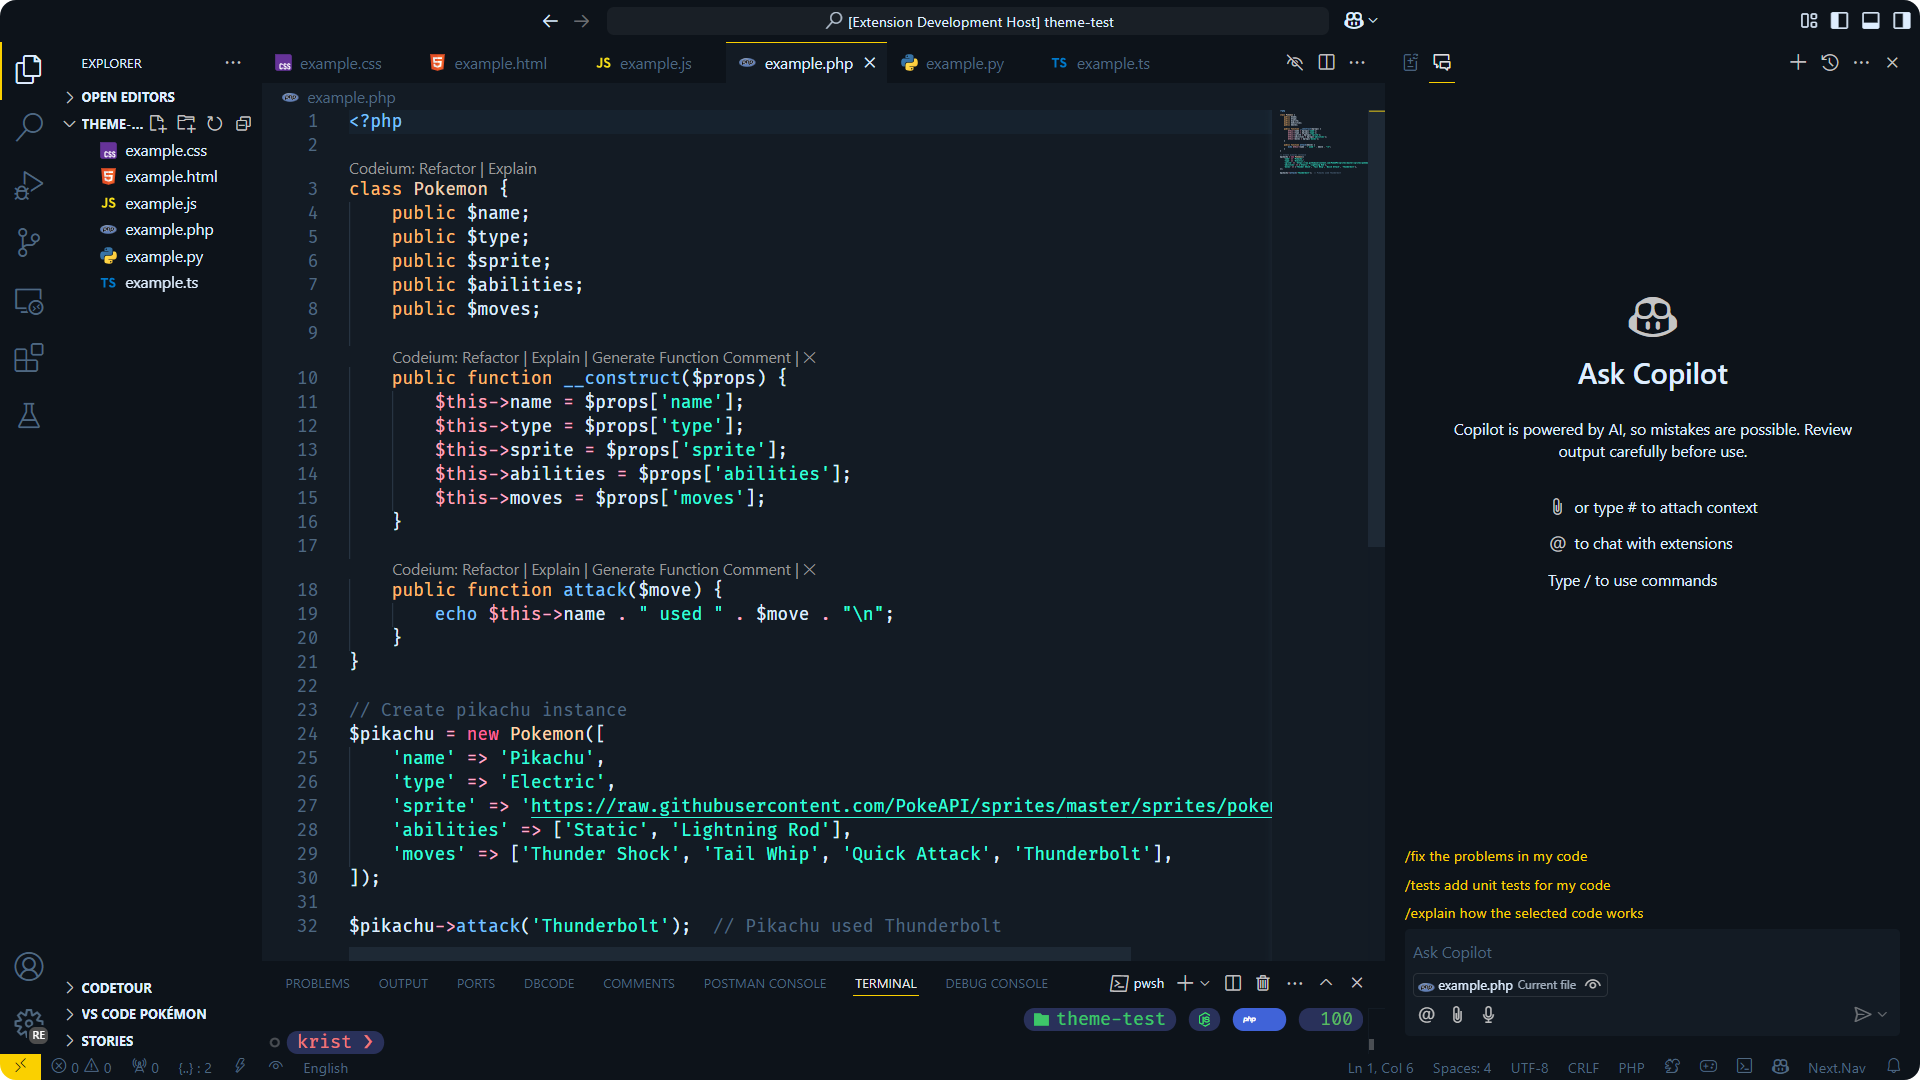 [Extension Development Host] theme-test
EXPLORER
OPEN EDITORS
THEME-...
example.css
example.html
JS example.js
example.php
example.py
TS example.ts
CODETOUR
VS CODE POKÉMON
STORIES
example.css
example.html
JS example.js
example.php
example.py
TS example.ts
example.php
1 <?php
2
Codeium: Refactor | Explain
3 class Pokemon {
4 public $name;
5 public $type;
6 public $sprite;
7 public $abilities;
8 public $moves;
9
Codeium: Refactor | Explain | Generate Function Comment | ×
10 public function __construct($props) {
11 $this->name = $props['name'];
12 $this->type = $props['type'];
13 $this->sprite = $props['sprite'];
14 $this->abilities = $props['abilities'];
15 $this->moves = $props['moves'];
16 }
17
Codeium: Refactor | Explain | Generate Function Comment | ×
18 public function attack($move) {
19 echo $this->name . " used " . $move . "\n";
20 }
21 }
22
23 // Create pikachu instance
24 $pikachu = new Pokemon([
25 'name' => 'Pikachu',
26 'type' => 'Electric',
27 'sprite' => 'https://raw.githubusercontent.com/PokeAPI/sprites/master/sprites/poke
28 'abilities' => ['Static', 'Lightning Rod'],
29 'moves' => ['Thunder Shock', 'Tail Whip', 'Quick Attack', 'Thunderbolt'],
30 ]);
31
32 $pikachu->attack('Thunderbolt'); // Pikachu used Thunderbolt
PROBLEMS OUTPUT PORTS DEBCODE COMMENTS POSTMAN CONSOLE TERMINAL DEBUG CONSOLE pwsh
theme-test php 100
krist ❯
Ask Copilot
Copilot is powered by AI, so mistakes are possible. Review
output carefully before use.
or type # to attach context
@ to chat with extensions
Type / to use commands
/fix the problems in my code
/tests add unit tests for my code
/explain how the selected code works
Ask Copilot
example.php Current file
@
RE
0 0 0 {..} : 2 English Ln 1, Col 6 Spaces: 4 UTF-8 CRLF PHP Next.Nav